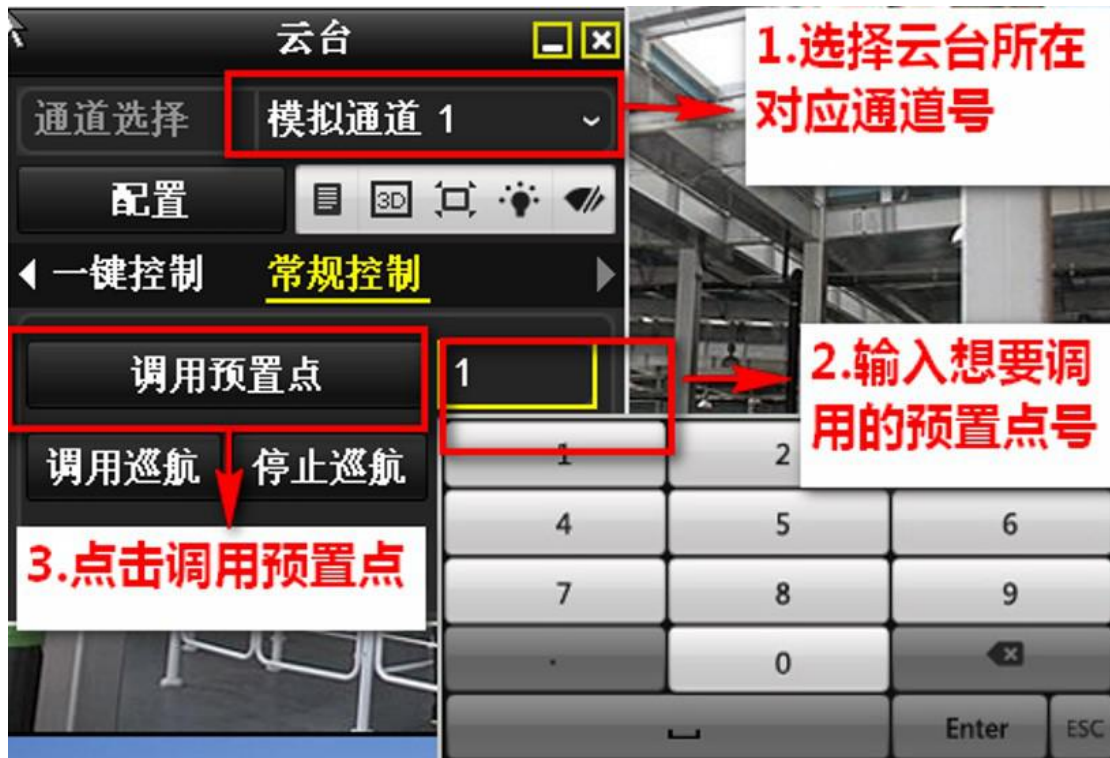 云台
1.选择云台所在
对应通道号
通道选择 模拟通道 1
配置 3D
一键控制 常规控制
调用预置点 1
2.输入想要调
用的预置点号
调用巡航 停止巡航
1 2
3.点击调用预置点
4 5 6
7 8 9
. 0
Enter ESC